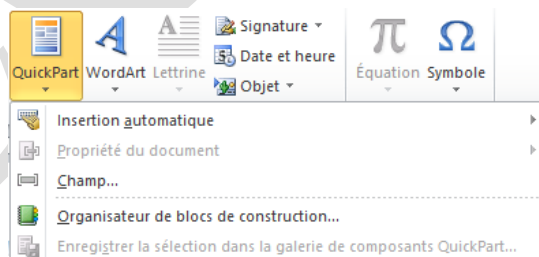 Signature
Date et heure
QuickPart WordArt Lettrine Objet Équation Symbole
Insertion automatique
Propriété du document
Champ...
Organisateur de blocs de construction...
Enregistrer la sélection dans la galerie de composants QuickPart...